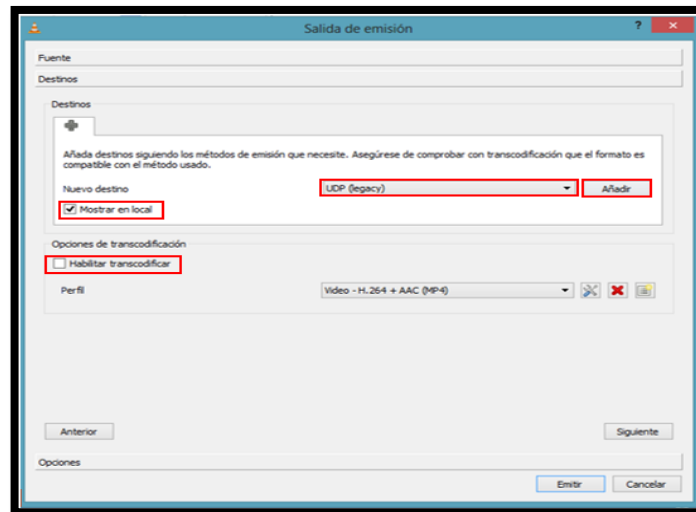 Salida de emisión
Fuente
Destinos
Destinos
Añada destinos siguiendo los métodos de emisión que necesite. Asegúrese de comprobar con transcodificación que el formato es
compatible con el método usado.
Nuevo destino UDP (legacy) Añadir
Mostrar en local
Opciones de transcodificación
Habilitar transcodificar
Perfil Video - H.264 + AAC (MP4)
Anterior Siguiente
Opciones
Emitir Cancelar